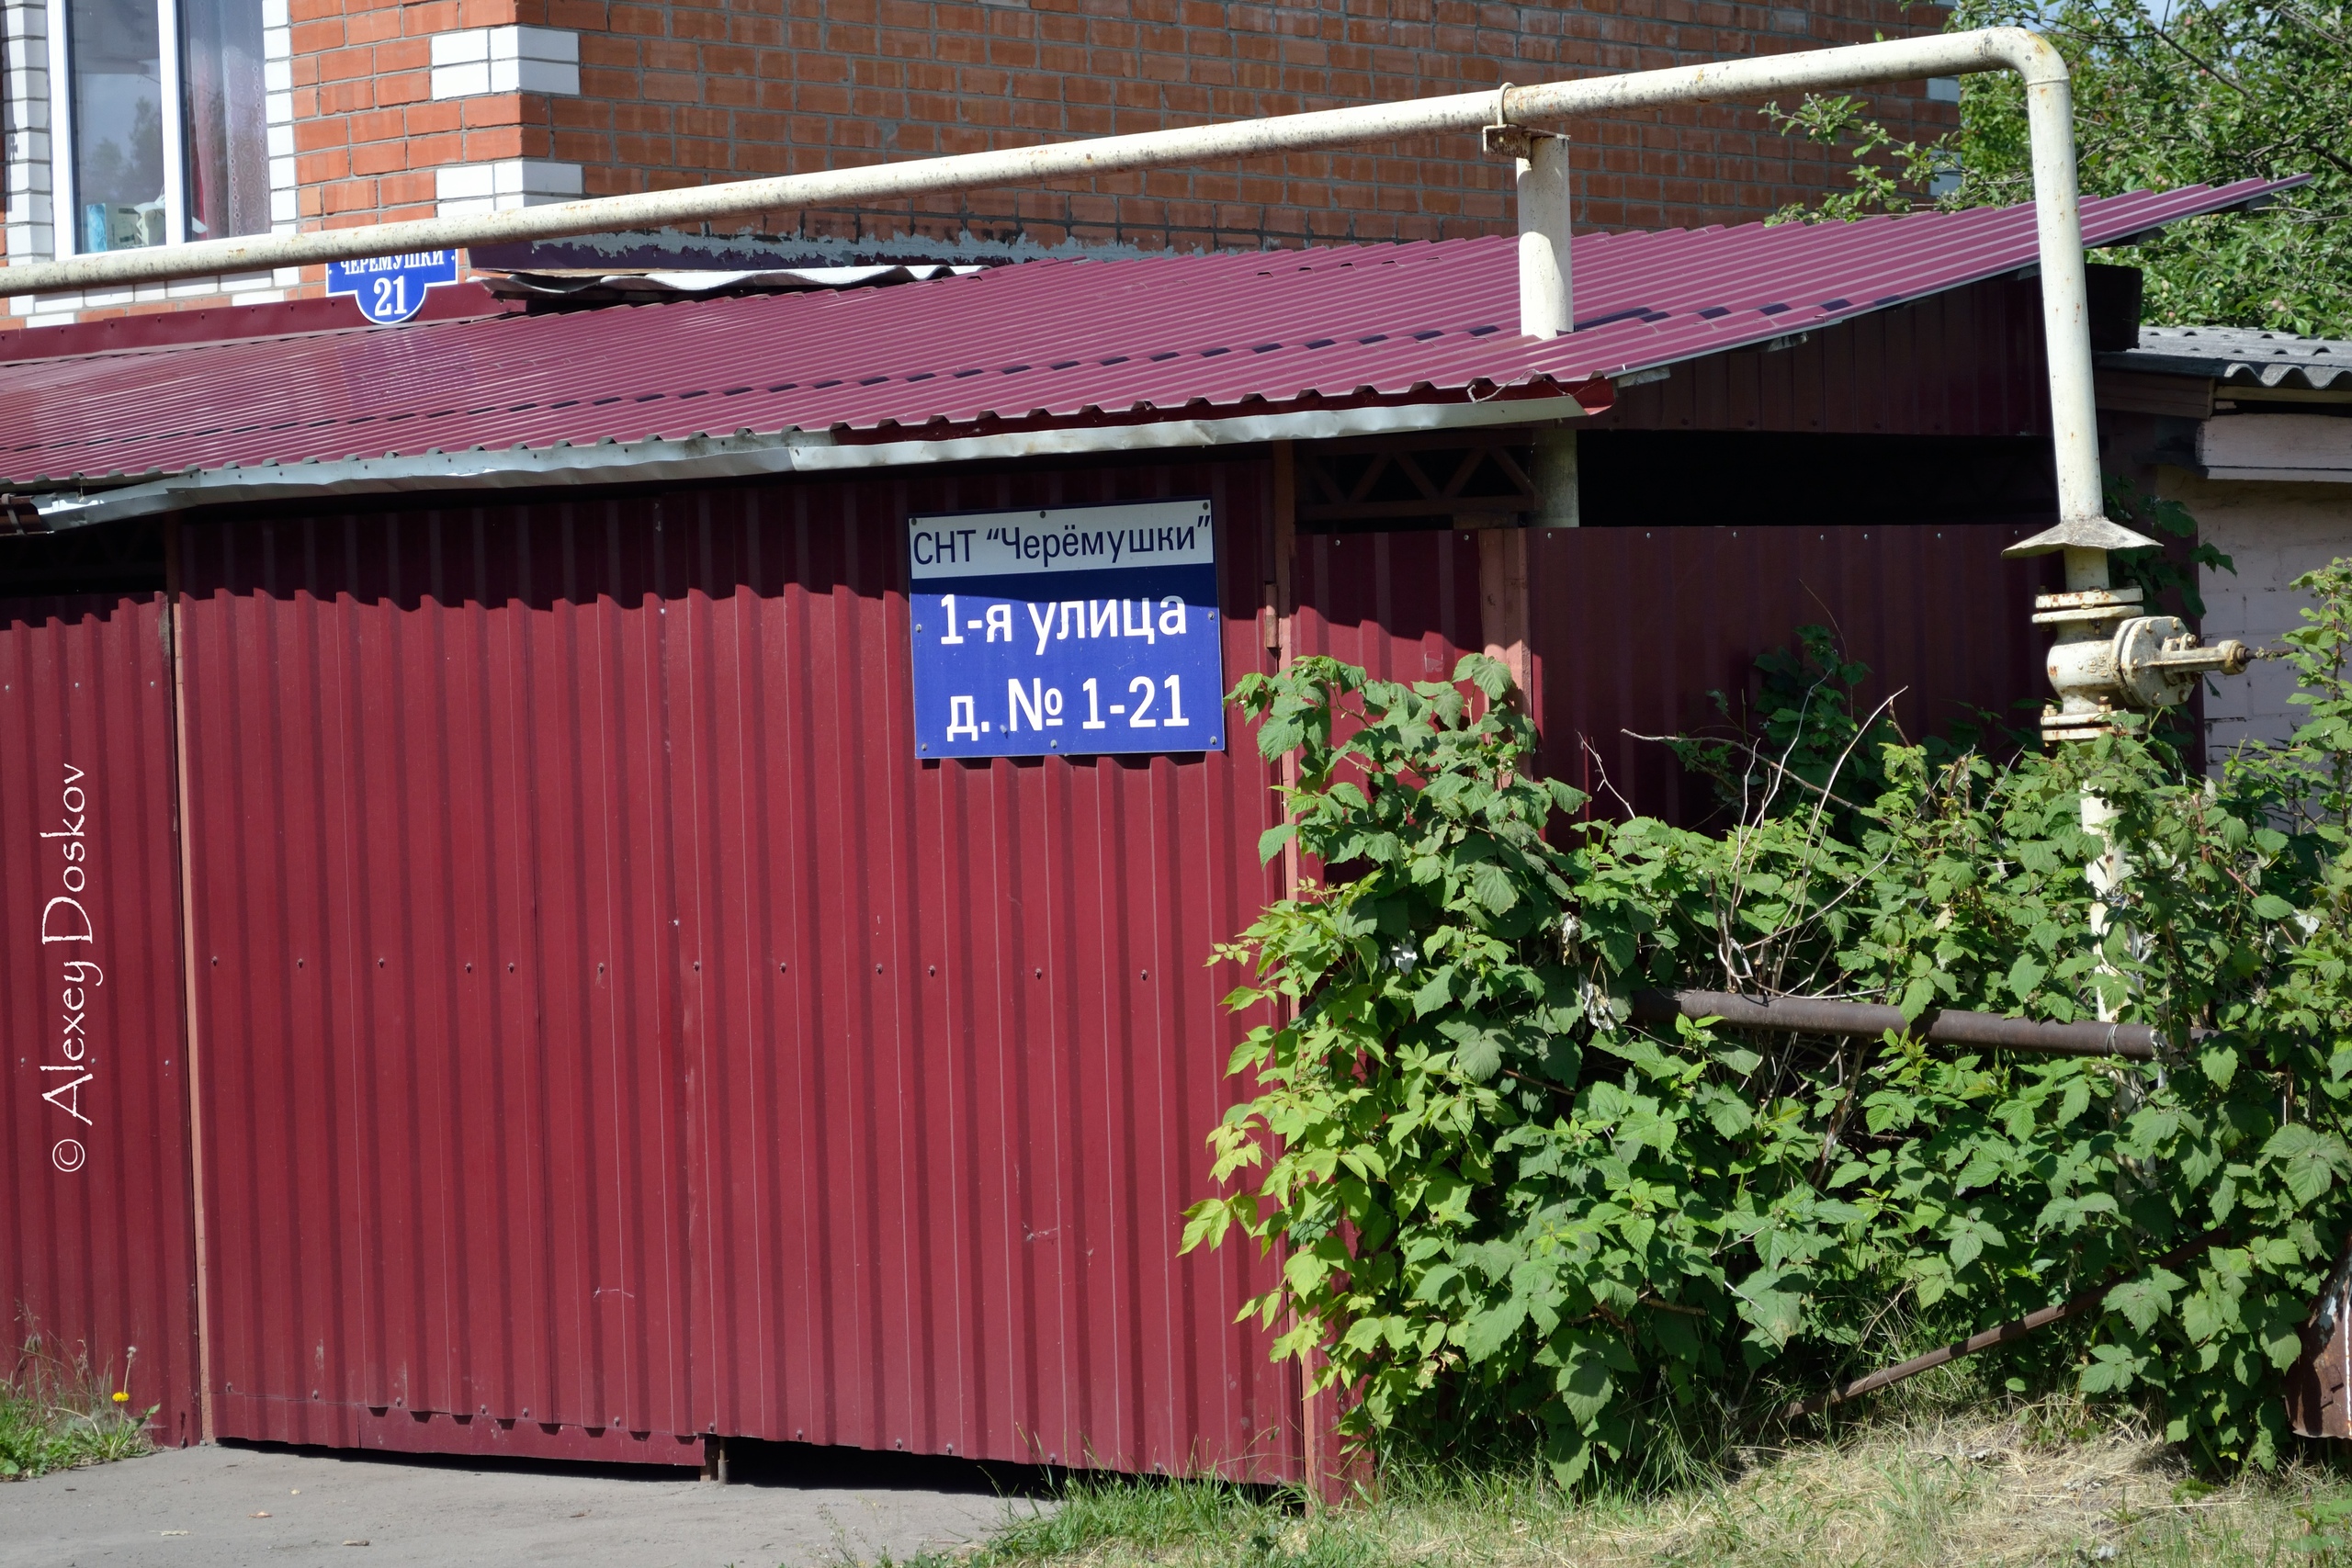 ЧЕРЁМУШКИ
21
СНТ “Черёмушки”
1-я улица
д. № 1-21
© Alexey Doskov